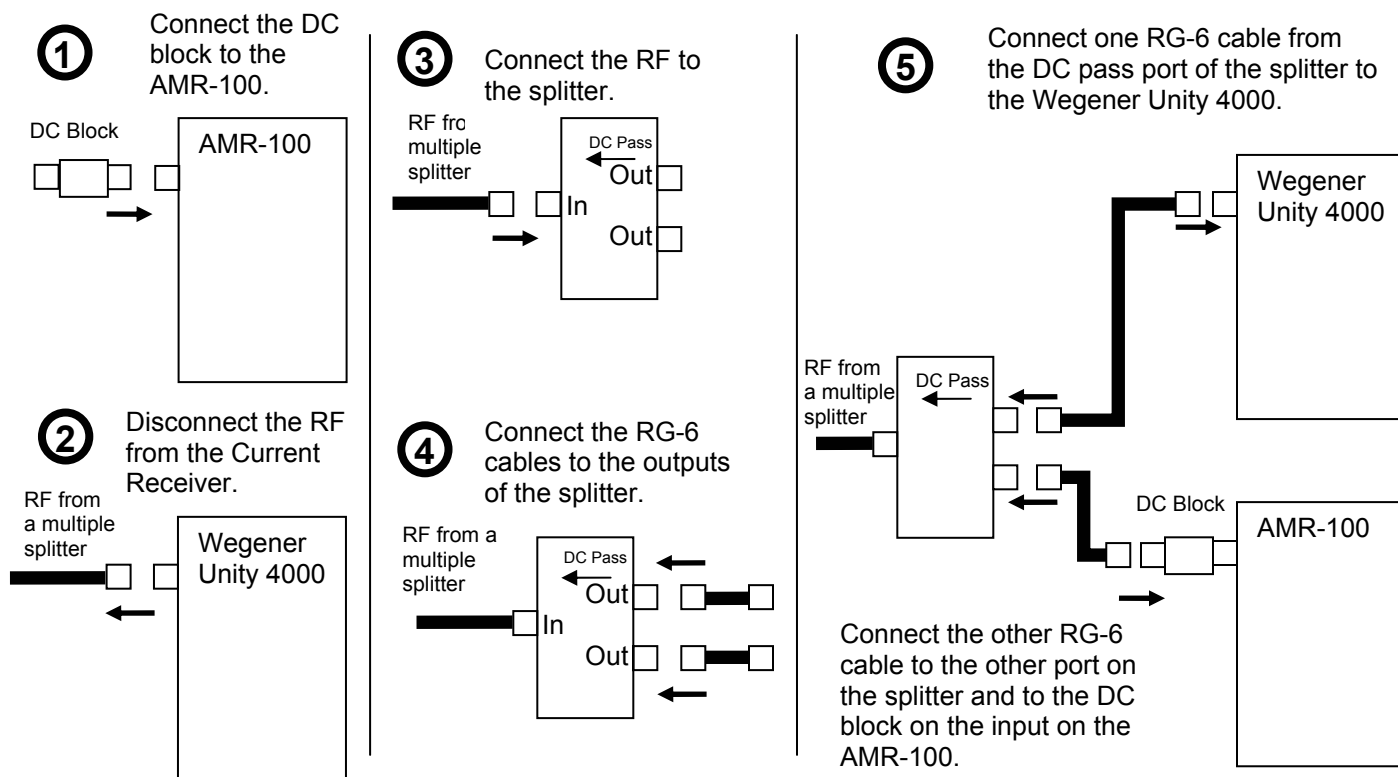 1
Connect the DC
block to the
AMR-100.
DC Block
AMR-100
2
Disconnect the RF
from the Current
Receiver.
RF from
a multiple
splitter
Wegener
Unity 4000
3
Connect the RF to
the splitter.
RF fro
multiple
splitter
DC Pass
Out
In
Out
4
Connect the RG-6
cables to the outputs
of the splitter.
RF from a
multiple
splitter
DC Pass
Out
In
Out
5
Connect one RG-6 cable from
the DC pass port of the splitter to
the Wegener Unity 4000.
Wegener
Unity 4000
RF from
a multiple
splitter
DC Pass
DC Block
AMR-100
Connect the other RG-6
cable to the other port on
the splitter and to the DC
block on the input on the
AMR-100.